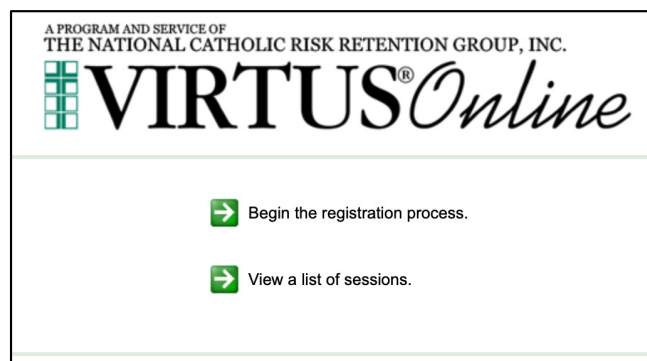 A PROGRAM AND SERVICE OF
THE NATIONAL CATHOLIC RISK RETENTION GROUP, INC.
VIRTUS® Online
Begin the registration process.
View a list of sessions.